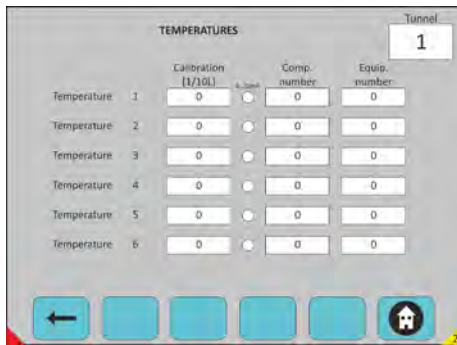 Tunnel
1
TEMPERATURES
Calibration Comp. Equip.
(1/10L) number number
Temperature 1 0 0 0
Temperature 2 0 0 0
Temperature 3 0 0 0
Temperature 4 0 0 0
Temperature 5 0 0 0
Temperature 6 0 0 0